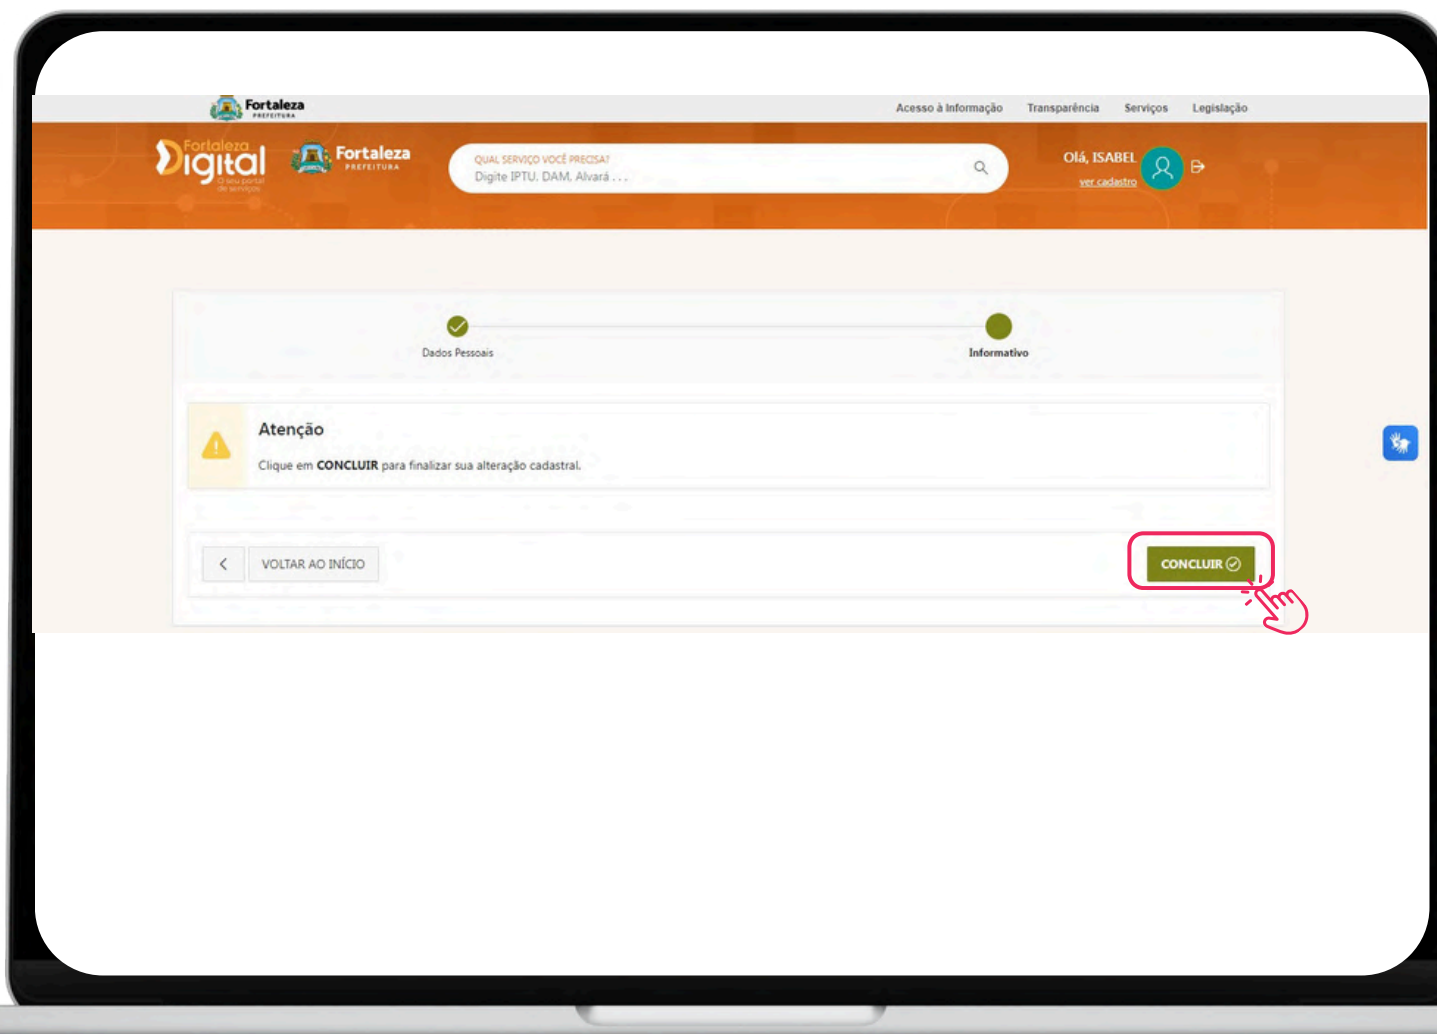 Fortaleza
PREFEITURA
Acesso à Informação Transparência Serviços Legislação
Fortaleza
Digital
O seu portal
de serviços
Fortaleza
PREFEITURA
QUAL SERVIÇO VOCÊ PRECISA?
Digite IPTU, DAM, Alvará . . .
Olá, ISABEL
ver cadastro
Dados Pessoais
Informativo
Atenção
Clique em CONCLUIR para finalizar sua alteração cadastral.
VOLTAR AO INÍCIO
CONCLUIR